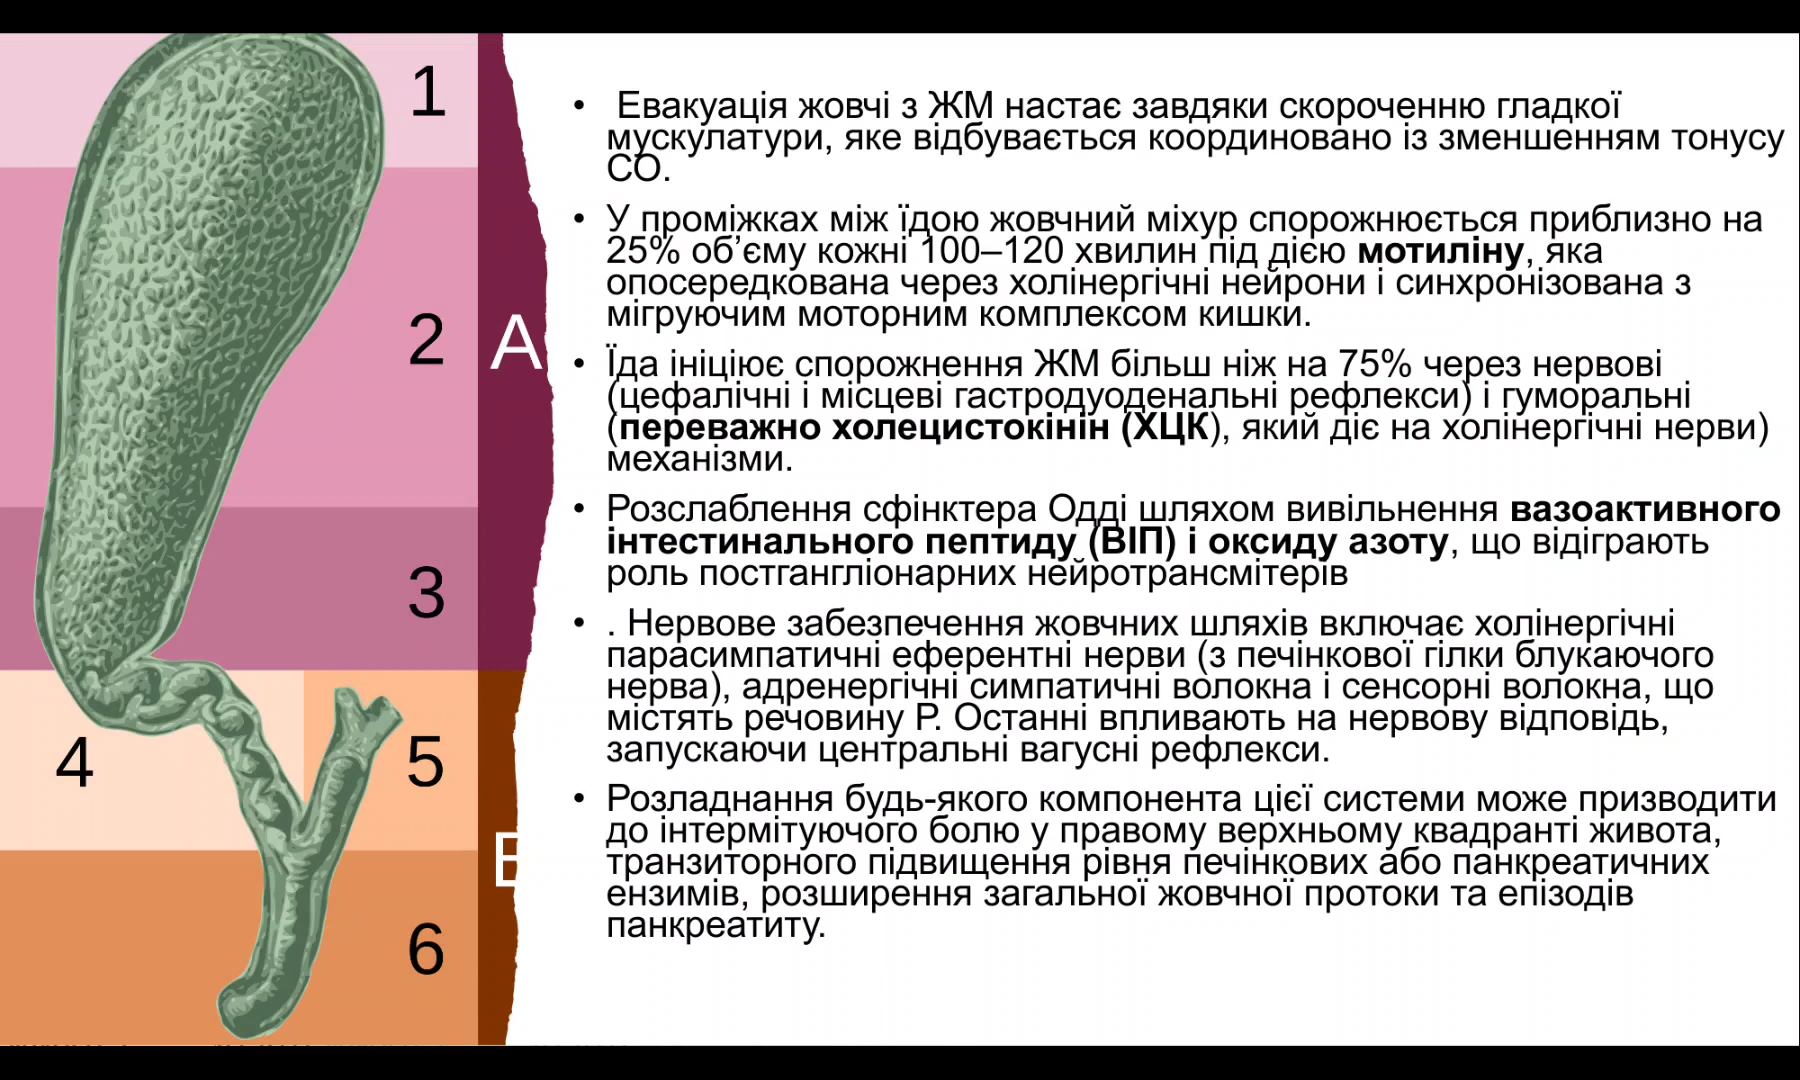 1
2
3
4
5
6
A
B
• Евакуація жовчі з ЖМ настає завдяки скороченню гладкої
мускулатури, яке відбувається координовано із зменшенням тонусу
СО.
• У проміжках між їдою жовчний міхур спорожнюється приблизно на
25% об’єму кожні 100–120 хвилин під дією мотиліну, яка
опосередкована через холінергічні нейрони і синхронізована з
мігруючим моторним комплексом кишки.
• Їда ініціює спорожнення ЖМ більш ніж на 75% через нервові
(цефалічні і місцеві гастродуоденальні рефлекси) і гуморальні
(переважно холецистокінін (ХЦК), який діє на холінергічні нерви)
механізми.
• Розслаблення сфінктера Одді шляхом вивільнення вазоактивного
інтестинального пептиду (ВІП) і оксиду азоту, що відіграють
роль постгангліонарних нейротрансмітерів
• . Нервове забезпечення жовчних шляхів включає холінергічні
парасимпатичні еферентні нерви (з печінкової гілки блукаючого
нерва), адренергічні симпатичні волокна і сенсорні волокна, що
містять речовину Р. Останні впливають на нервову відповідь,
запускаючи центральні вагусні рефлекси.
• Розладнання будь-якого компонента цієї системи може призводити
до інтермітуючого болю у правому верхньому квадранті живота,
транзиторного підвищення рівня печінкових або панкреатичних
ензимів, розширення загальної жовчної протоки та епізодів
панкреатиту.